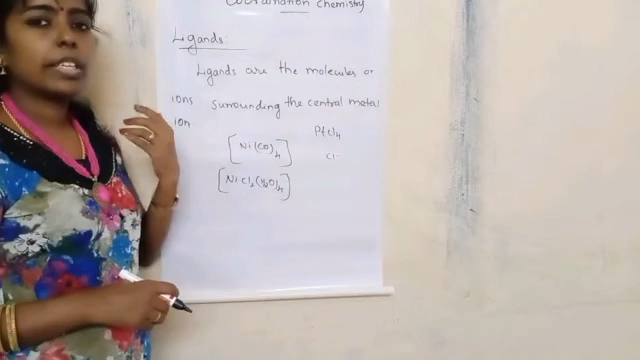 Coordination Chemistry
Ligands:
Ligands are the molecules or
ions surrounding the central metal
ion
PtCl4
[Ni(CO)4]
Cl-
[NiCl2(H2O)4]